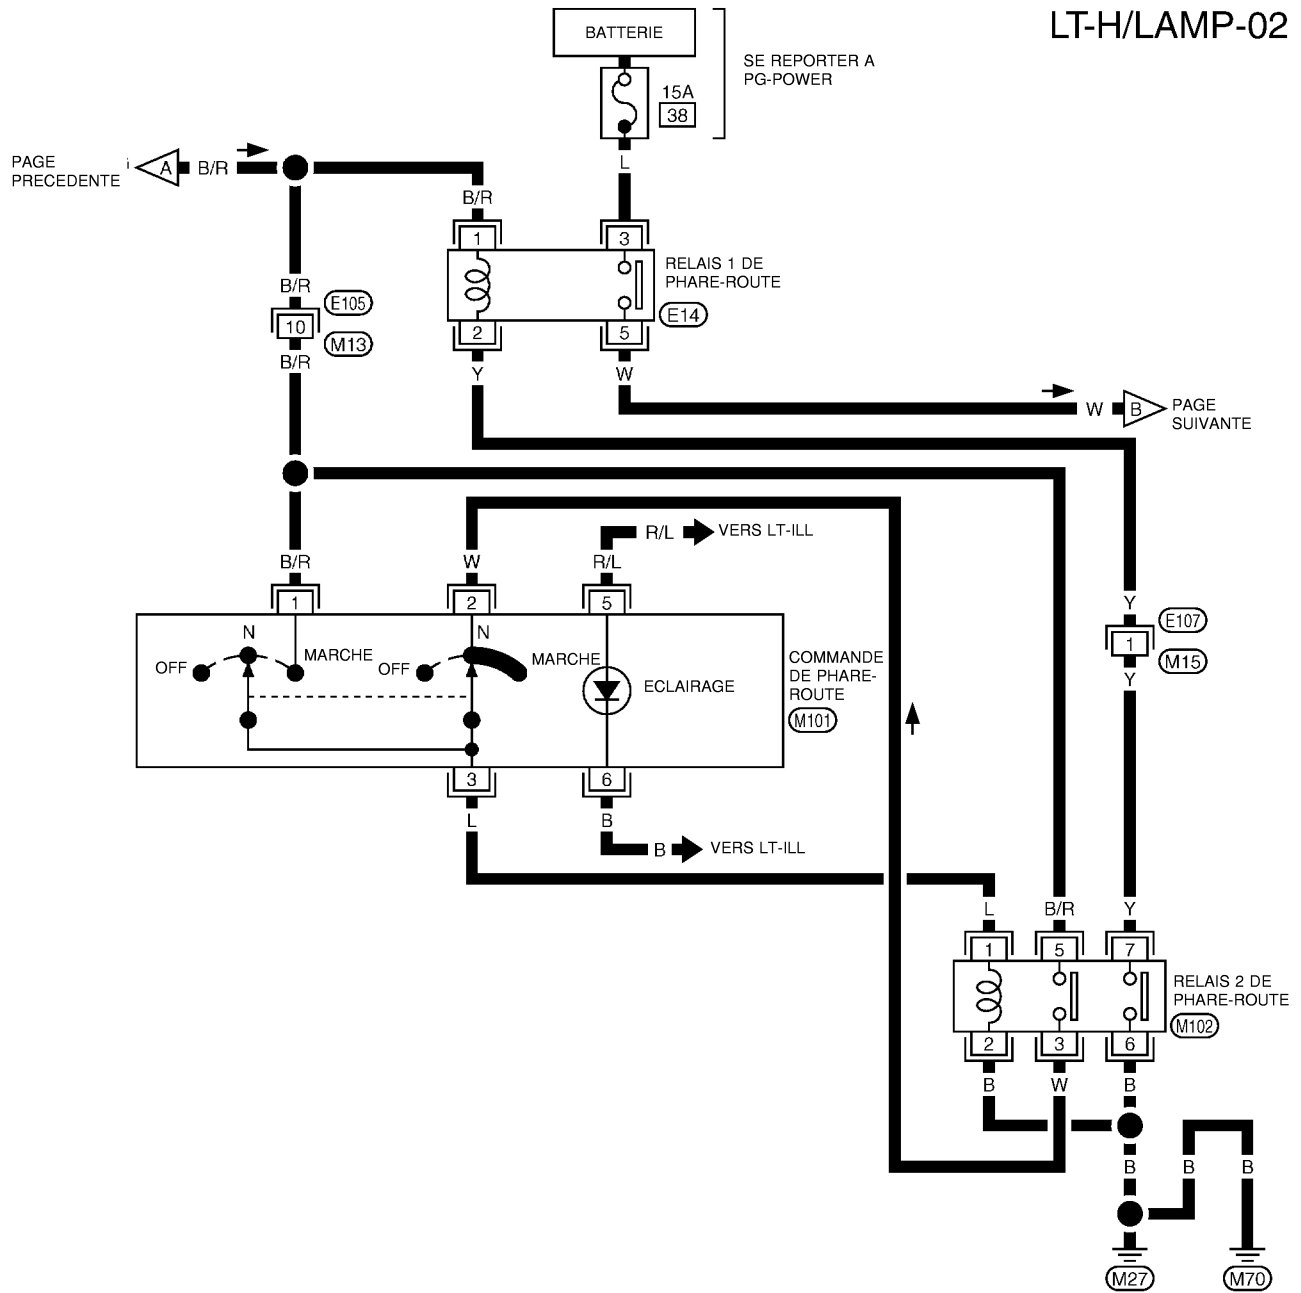 LT-H/LAMP-02
BATTERIE
SE REPORTER A
PG-POWER
15A
38
L
PAGE
PRECEDENTE
A
B/R
B/R
1
3
RELAIS 1 DE
PHARE-ROUTE
E14
2
5
B/R
E105
10
M13
B/R
Y
W
W
B
PAGE
SUIVANTE
R/L
VERS LT-ILL
B/R
W
R/L
1
2
5
N
MARCHE
OFF
N
MARCHE
OFF
ECLAIRAGE
COMMANDE
DE PHARE-
ROUTE
M101
Y
E107
1
M15
Y
3
6
L
B
B
VERS LT-ILL
L
B/R
Y
1
5
7
RELAIS 2 DE
PHARE-ROUTE
M102
2
3
6
B
W
B
B
B
B
M27
M70